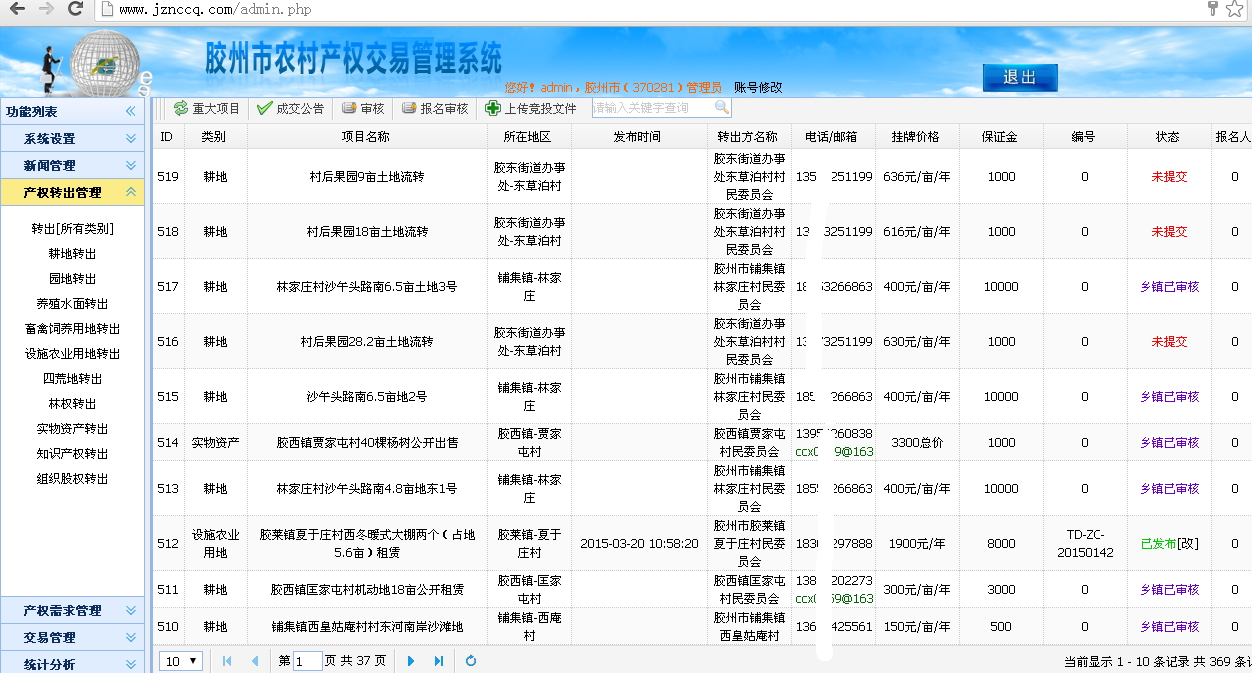 www.jznccq.com/admin.php
胶州市农村产权交易管理系统
您好！admin，胶州市（370281）管理员 账号修改
退出
功能列表
系统设置
新闻管理
产权转出管理
转出[所有类别]
耕地转出
园地转出
养殖水面转出
畜禽饲养用地转出
设施农业用地转出
四荒地转出
林权转出
实物资产转出
知识产权转出
组织股权转出
产权需求管理
交易管理
统计分析
重大项目 成交公告 审核 报名审核 上传竞投文件 请输入关键字查询
ID 类别 项目名称 所在地区 发布时间 转出方名称 电话/邮箱 挂牌价格 保证金 编号 状态 报名人
519 耕地 村后果园9亩土地流转 胶东街道办事处-东草泊村 胶东街道办事处东草泊村村民委员会 135 251199 636元/亩/年 1000 0 未提交 0
518 耕地 村后果园18亩土地流转 胶东街道办事处-东草泊村 胶东街道办事处东草泊村村民委员会 13 3251199 616元/亩/年 1000 0 未提交 0
517 耕地 林家庄村沙午头路南6.5亩土地3号 铺集镇-林家庄 胶州市铺集镇林家庄村民委员会 18 53266863 400元/亩/年 10000 0 乡镇已审核 0
516 耕地 村后果园28.2亩土地流转 胶东街道办事处-东草泊村 胶东街道办事处东草泊村村民委员会 13 3251199 630元/亩/年 1000 0 未提交 0
515 耕地 沙午头路南6.5亩地2号 铺集镇-林家庄 胶州市铺集镇林家庄村民委员会 185 266863 400元/亩/年 10000 0 乡镇已审核 0
514 实物资产 胶西镇贾家屯村40棵杨树公开出售 胶西镇-贾家屯村 胶西镇贾家屯村民委员会 1395 260838 ccx0 9@163 3300总价 1000 0 乡镇已审核 0
513 耕地 林家庄村沙午头路南4.8亩地东1号 铺集镇-林家庄 胶州市铺集镇林家庄村民委员会 185 266863 400元/亩/年 10000 0 乡镇已审核 0
512 设施农业用地 胶莱镇夏于庄村西冬暖式大棚两个（占地5.6亩）租赁 胶莱镇-夏于庄村 2015-03-20 10:58:20 胶州市胶莱镇夏于庄村民委员会 183 297888 1900元/年 8000 TD-ZC-20150142 已发布[改] 0
511 耕地 胶西镇匡家屯村机动地18亩公开租赁 胶西镇-匡家屯村 胶西镇匡家屯村民委员会 138 202273 ccx 59@163 300元/亩/年 3000 0 乡镇已审核 0
510 耕地 铺集镇西皇姑庵村村东河南岸沙滩地 铺集镇-西庵村 胶州市铺集镇西皇姑庵村 136 425561 150元/亩/年 500 0 乡镇已审核 0
10 第 1 页 共 37 页 当前显示 1 - 10 条记录 共 369 条